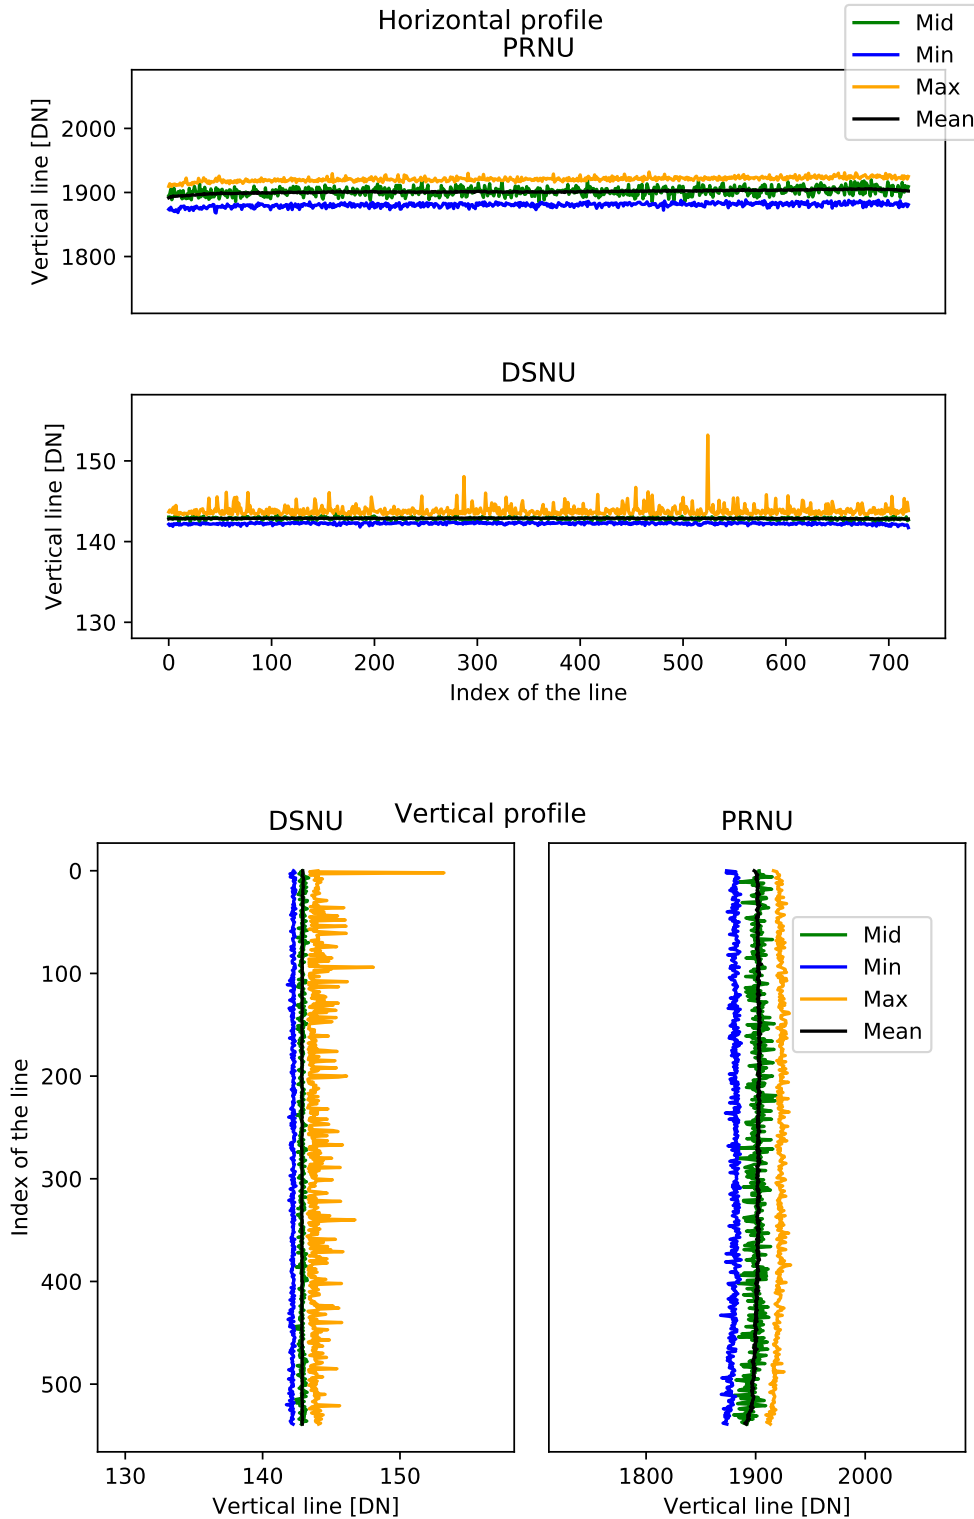 Horizontal profile
PRNU
Mid
Min
Max
Mean
Vertical line [DN]
2000
1900
1800
DSNU
Vertical line [DN]
150
140
130
0 100 200 300 400 500 600 700
Index of the line
Vertical profile
DSNU
PRNU
Index of the line
0
100
200
300
400
500
Mid
Min
Max
Mean
130 140 150
1800 1900 2000
Vertical line [DN]
Vertical line [DN]